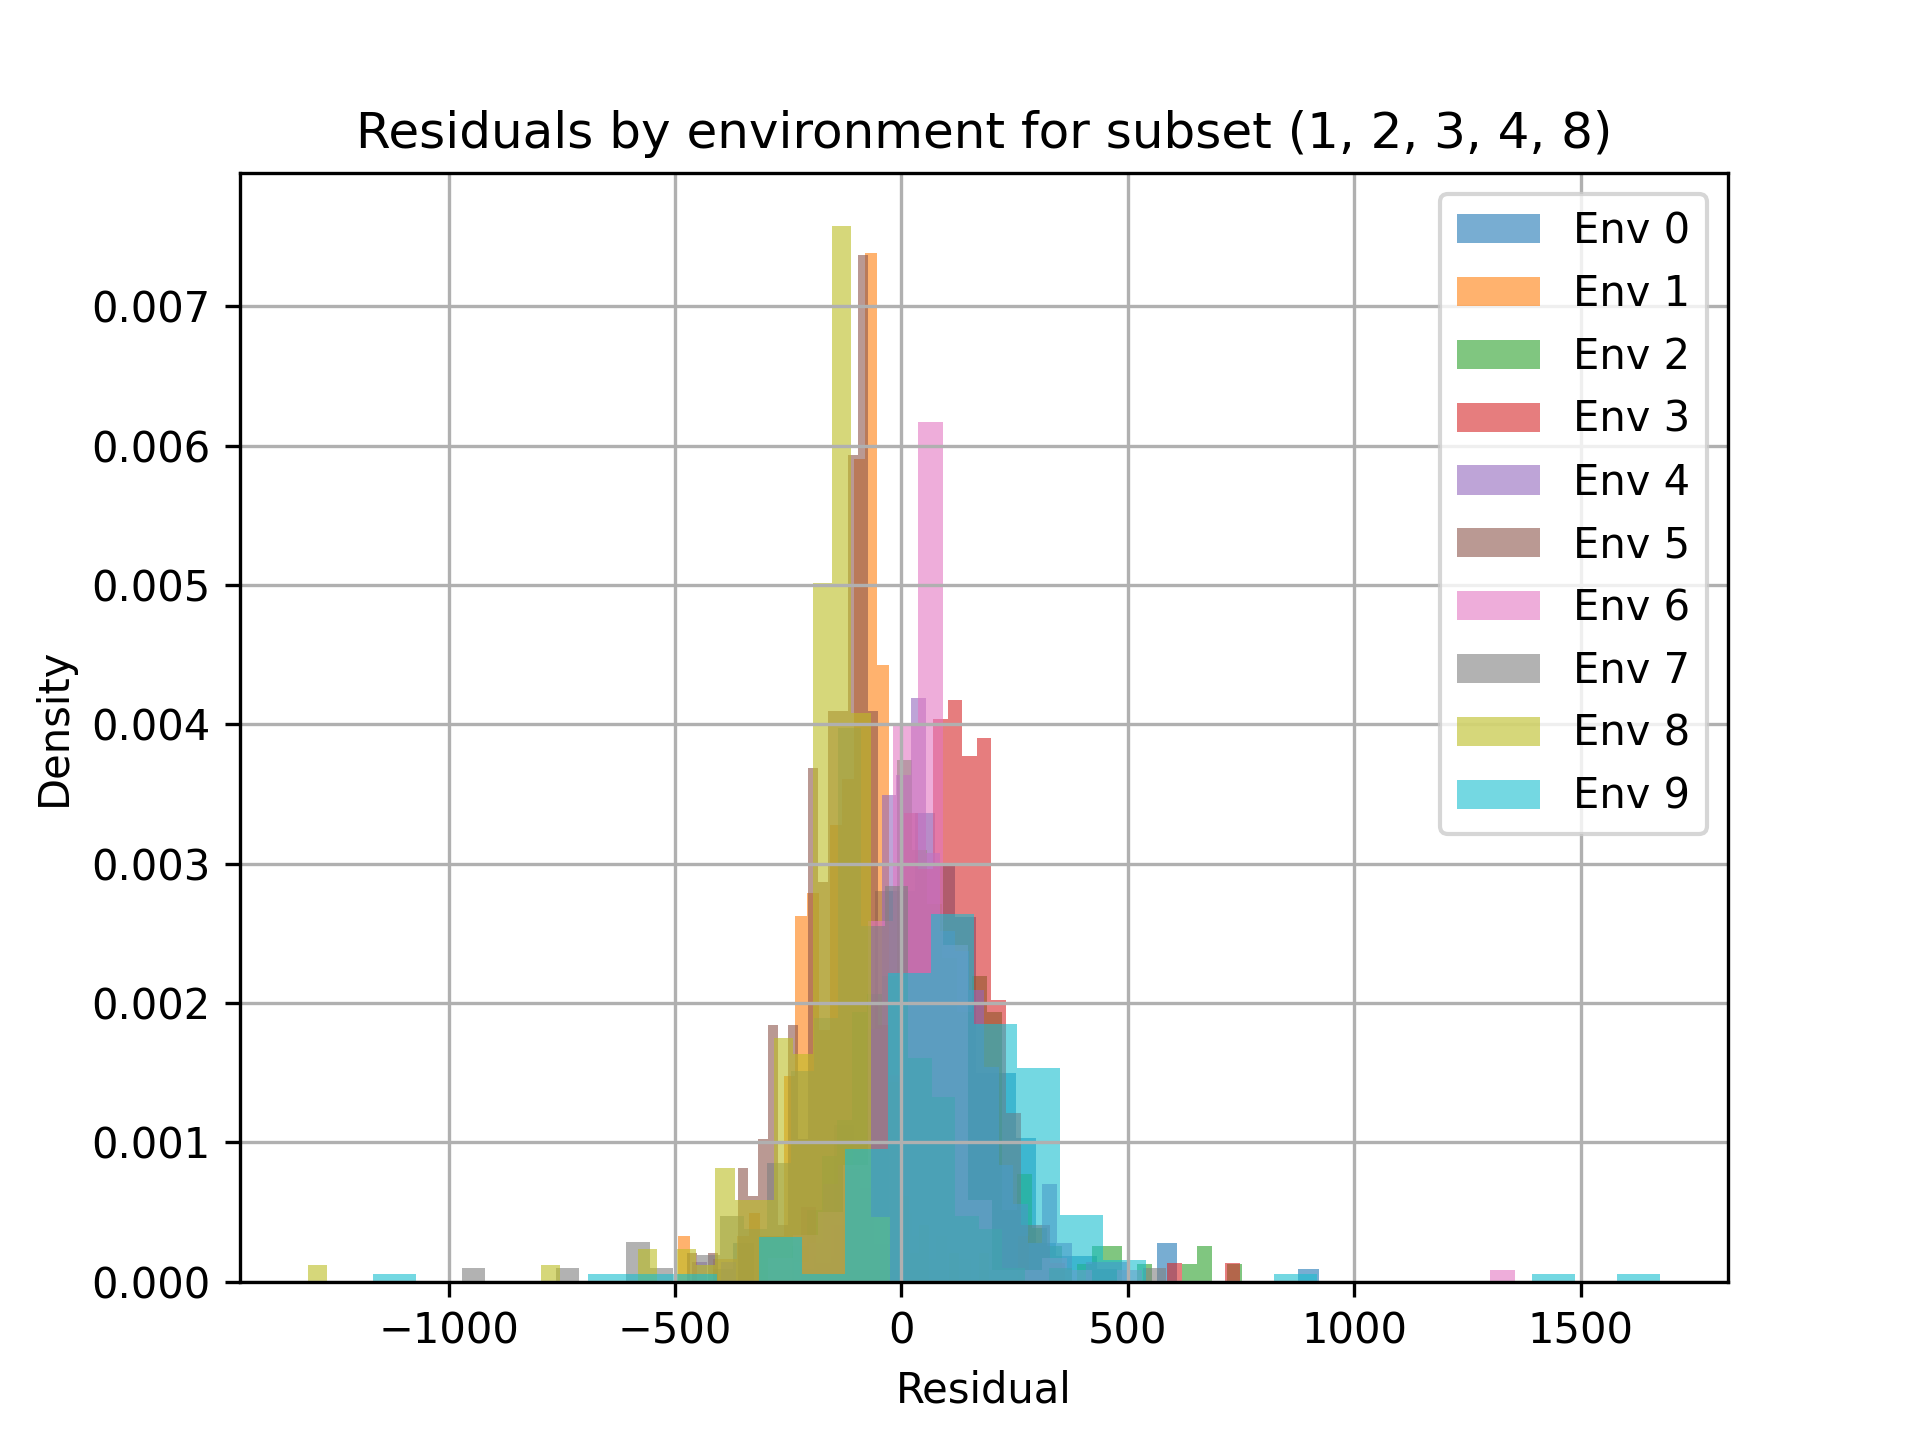 Residuals by environment for subset (1, 2, 3, 4, 8)
Env 0
Env 1
Env 2
Env 3
Env 4
Env 5
Env 6
Env 7
Env 8
Env 9
Density
0.007
0.006
0.005
0.004
0.003
0.002
0.001
0.000
−1000 −500 0 500 1000 1500
Residual